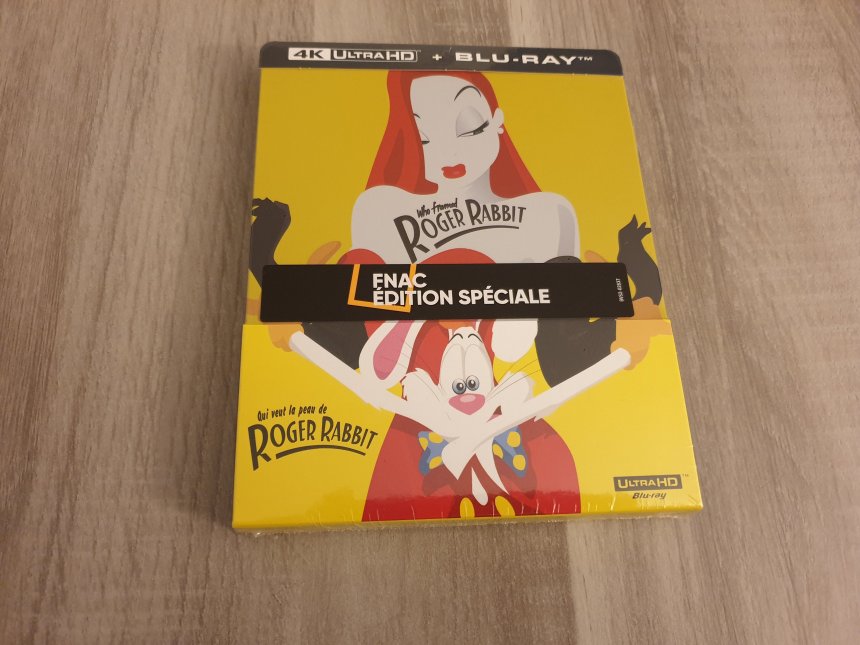 4K ULTRA HD + BLU-RAY™
Who framed
ROGER RABBIT
FNAC
ÉDITION SPÉCIALE
Qui veut la peau de
ROGER RABBIT
ULTRA HD™
Blu-ray